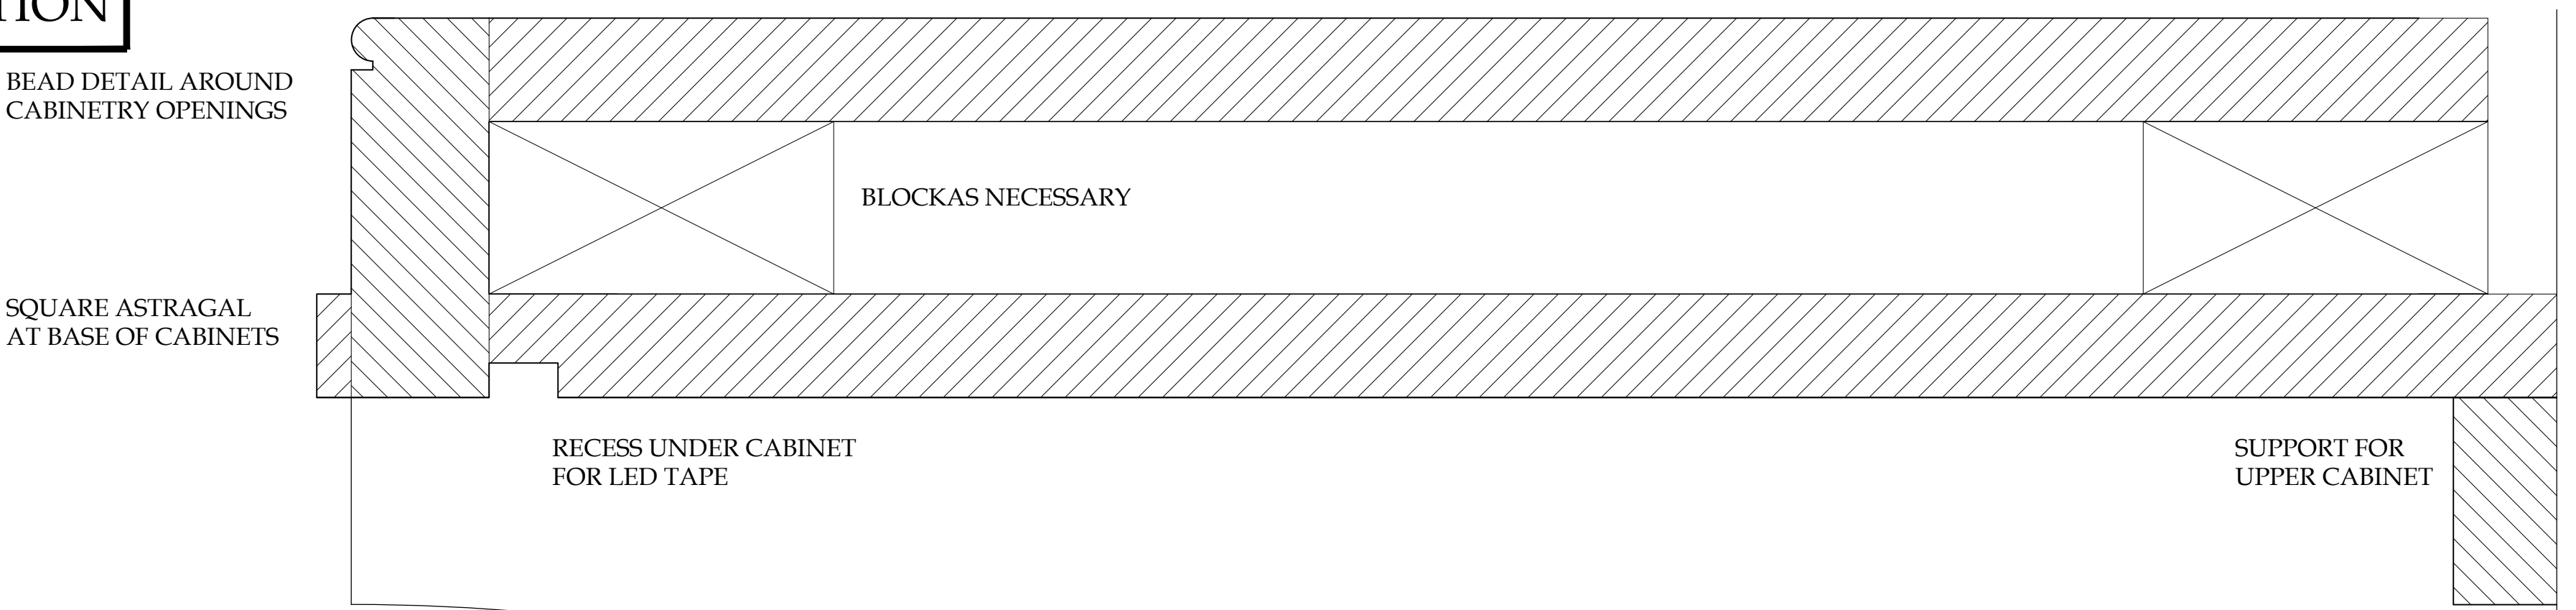 TION
BEAD DETAIL AROUND
CABINETRY OPENINGS
BLOCKAS NECESSARY
SQUARE ASTRAGAL
AT BASE OF CABINETS
RECESS UNDER CABINET
FOR LED TAPE
SUPPORT FOR
UPPER CABINET